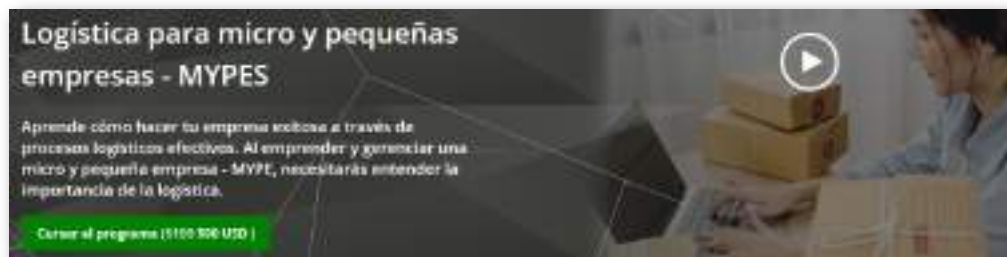 Logística para micro y pequeñas
empresas - MYPES
Aprende cómo hacer tu empresa exitosa a través de
procesos logísticos efectivos. Al emprender y gerenciar una
micro y pequeña empresa - MYPE, necesitarás entender la
importancia de la logística.
Cursar el programa ( USD )